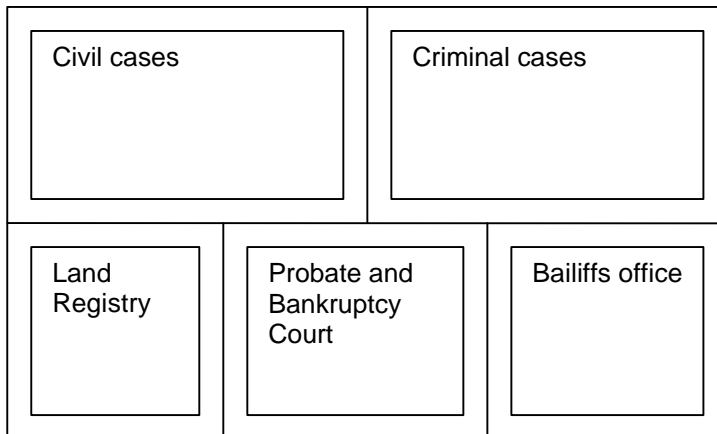 Civil cases
Criminal cases
Land
Registry
Probate and
Bankruptcy
Court
Bailiffs office